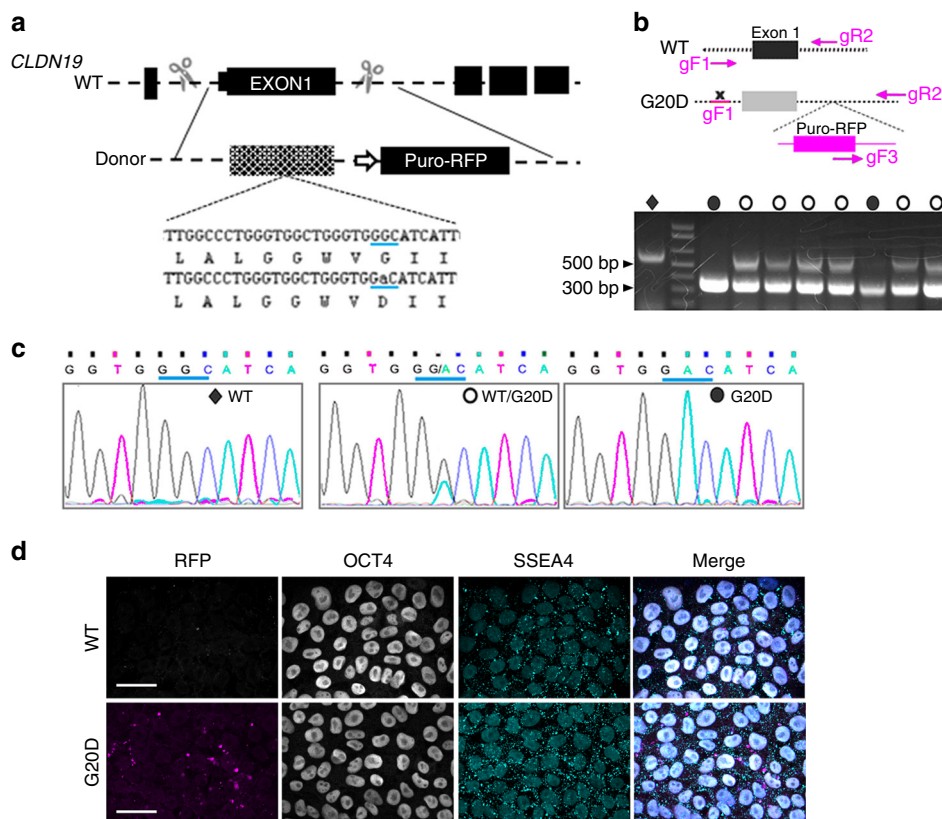 a
CLDN19
WT
EXON1
Donor
Puro-RFP
TTGGCCCTGGGTGGCTGGGTGGGCATCATT
L A L G G W V G I I
TTGGCCCTGGGTGGCTGGGTGGaCATCATT
L A L G G W V D I I
b
WT
Exon 1
gR2
gF1
G20D
x
gF1
gR2
Puro-RFP
gF3
500 bp
300 bp
c
G G T G G G C A T C A
WT
G G T G G G/A C A T C A
WT/G20D
G G T G G A C A T C A
G20D
d
RFP OCT4 SSEA4 Merge
WT
G20D